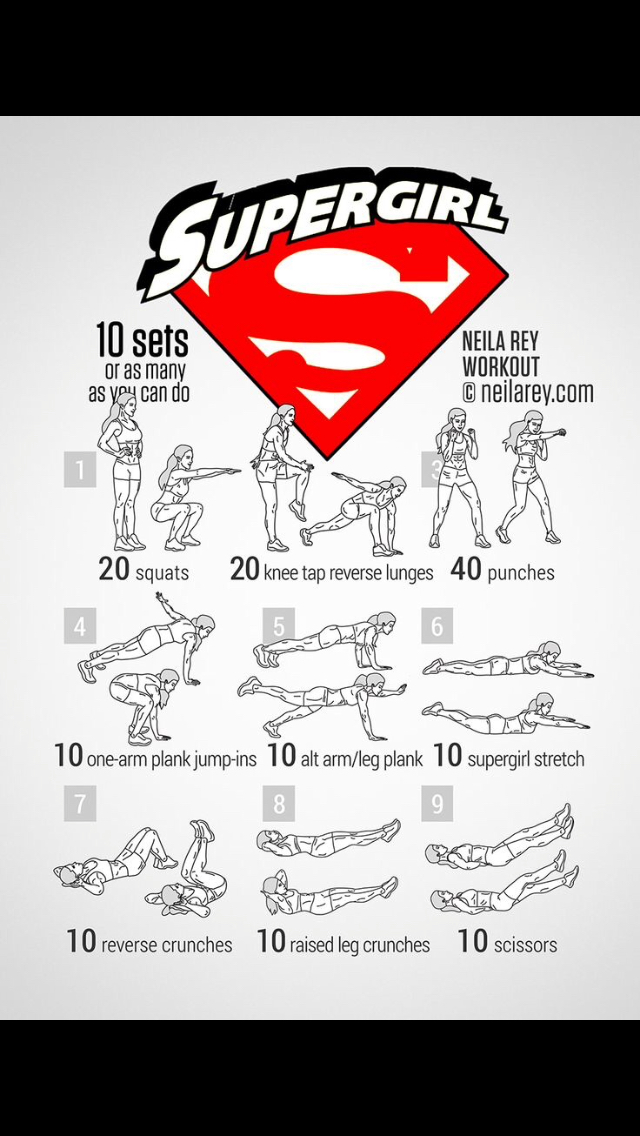 SUPERGIRL
S
10 sets
or as many
as you can do
NEILA REY
WORKOUT
© neilarey.com
1
20 squats
20 knee tap reverse lunges
3
40 punches
4
10 one-arm plank jump-ins
5
10 alt arm/leg plank
6
10 supergirl stretch
7
10 reverse crunches
8
10 raised leg crunches
9
10 scissors